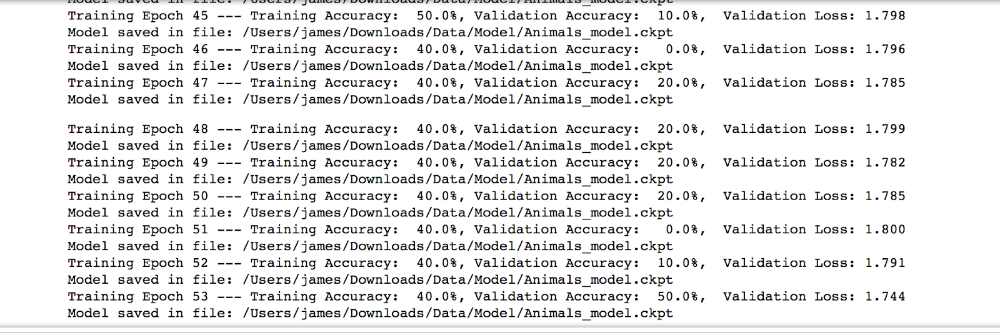 Model saved in file: /Users/james/Downloads/Data/Model/Animals_model.ckpt
Training Epoch 45 --- Training Accuracy:  50.0%, Validation Accuracy:  10.0%,  Validation Loss: 1.798
Model saved in file: /Users/james/Downloads/Data/Model/Animals_model.ckpt
Training Epoch 46 --- Training Accuracy:  40.0%, Validation Accuracy:   0.0%,  Validation Loss: 1.796
Model saved in file: /Users/james/Downloads/Data/Model/Animals_model.ckpt
Training Epoch 47 --- Training Accuracy:  40.0%, Validation Accuracy:  20.0%,  Validation Loss: 1.785
Model saved in file: /Users/james/Downloads/Data/Model/Animals_model.ckpt
Training Epoch 48 --- Training Accuracy:  40.0%, Validation Accuracy:  20.0%,  Validation Loss: 1.799
Model saved in file: /Users/james/Downloads/Data/Model/Animals_model.ckpt
Training Epoch 49 --- Training Accuracy:  40.0%, Validation Accuracy:  20.0%,  Validation Loss: 1.782
Model saved in file: /Users/james/Downloads/Data/Model/Animals_model.ckpt
Training Epoch 50 --- Training Accuracy:  40.0%, Validation Accuracy:  20.0%,  Validation Loss: 1.785
Model saved in file: /Users/james/Downloads/Data/Model/Animals_model.ckpt
Training Epoch 51 --- Training Accuracy:  40.0%, Validation Accuracy:   0.0%,  Validation Loss: 1.800
Model saved in file: /Users/james/Downloads/Data/Model/Animals_model.ckpt
Training Epoch 52 --- Training Accuracy:  40.0%, Validation Accuracy:  10.0%,  Validation Loss: 1.791
Model saved in file: /Users/james/Downloads/Data/Model/Animals_model.ckpt
Training Epoch 53 --- Training Accuracy:  40.0%, Validation Accuracy:  50.0%,  Validation Loss: 1.744
Model saved in file: /Users/james/Downloads/Data/Model/Animals_model.ckpt